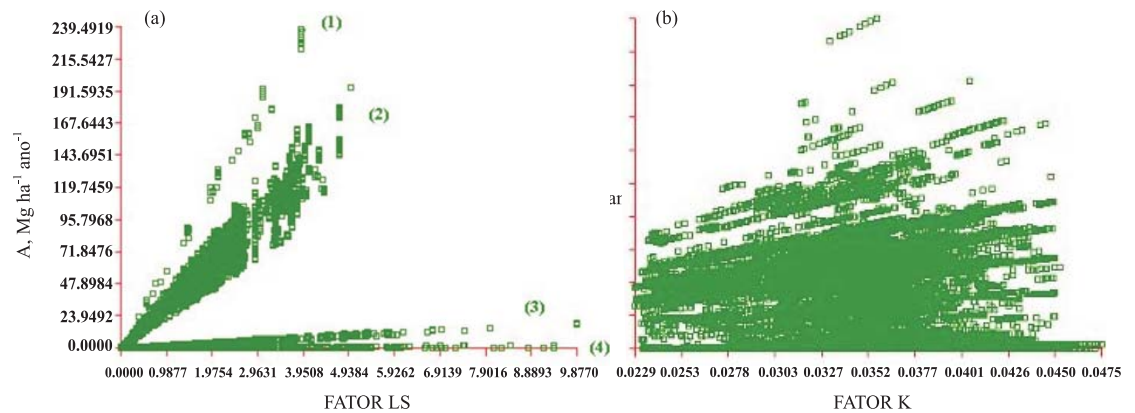 (a)
(b)
239.4919
(1)
215.5427
191.5935
(2)
167.6443
143.6951
119.7459
95.7968
71.8476
47.8984
23.9492
0.0000
(3)
(4)
A, Mg ha⁻¹ ano⁻¹
ar
0.0000 0.9877 1.9754 2.9631 3.9508 4.9384 5.9262 6.9139 7.9016 8.8893 9.8770
0.0229 0.0253 0.0278 0.0303 0.0327 0.0352 0.0377 0.0401 0.0426 0.0450 0.0475
FATOR LS
FATOR K